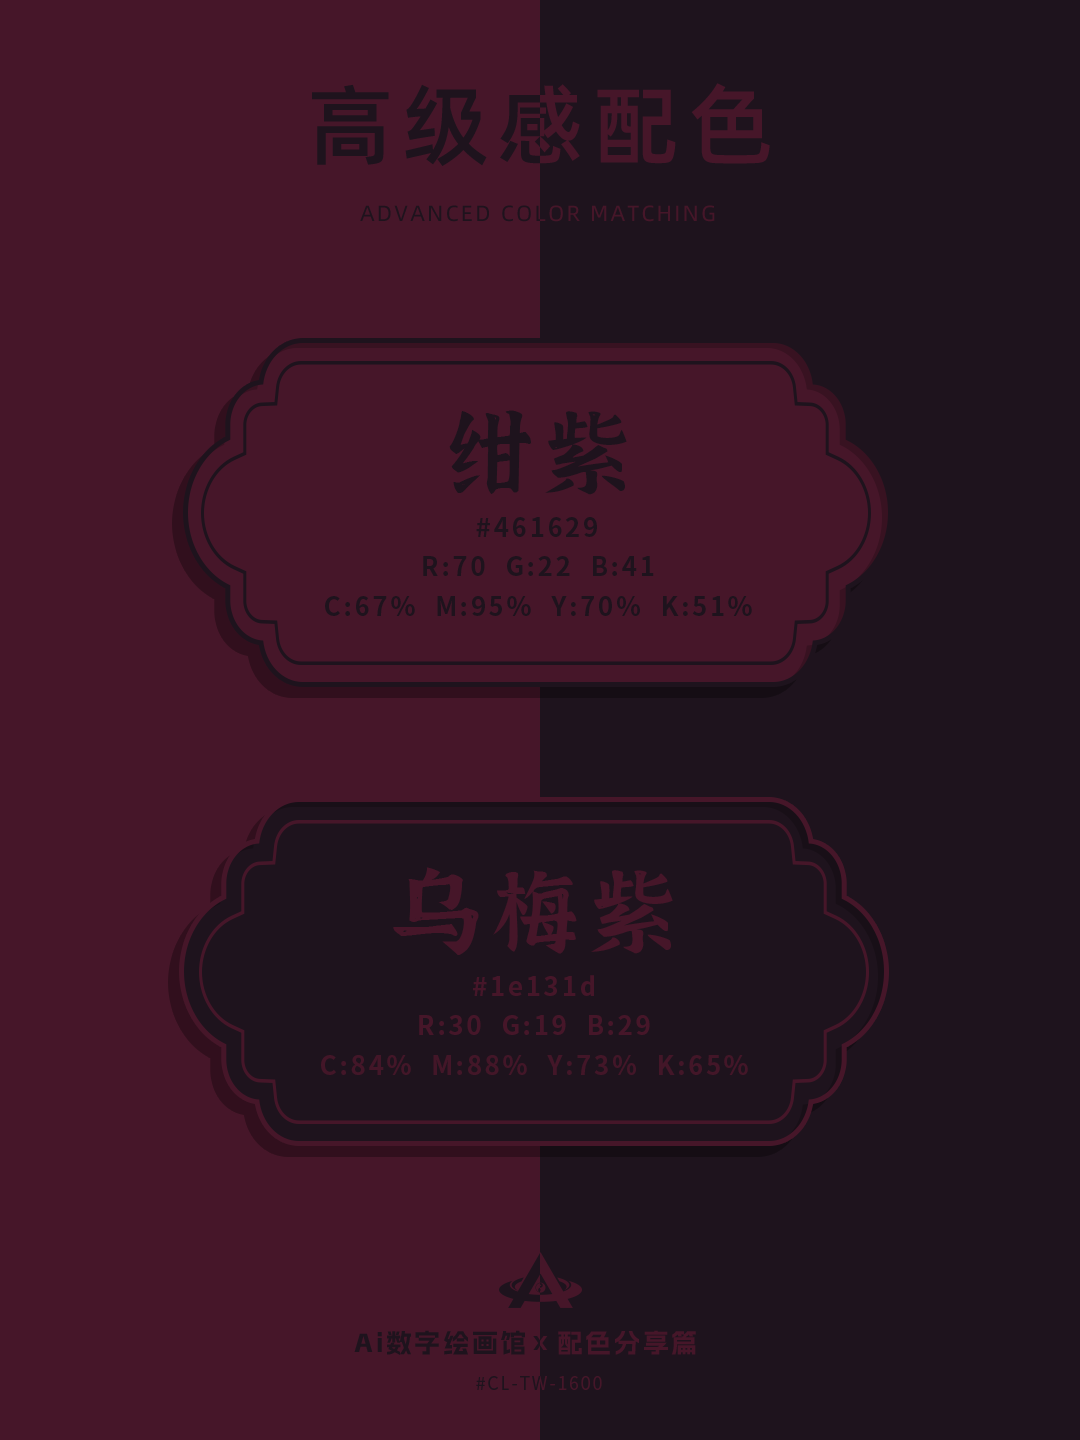 高级感配色
ADVANCED COLOR MATCHING
绀紫
#461629
R:70 G:22 B:41
C:67% M:95% Y:70% K:51%
乌梅紫
#1e131d
R:30 G:19 B:29
C:84% M:88% Y:73% K:65%
Ai数字绘画馆 x 配色分享篇
#CL-TW-1600